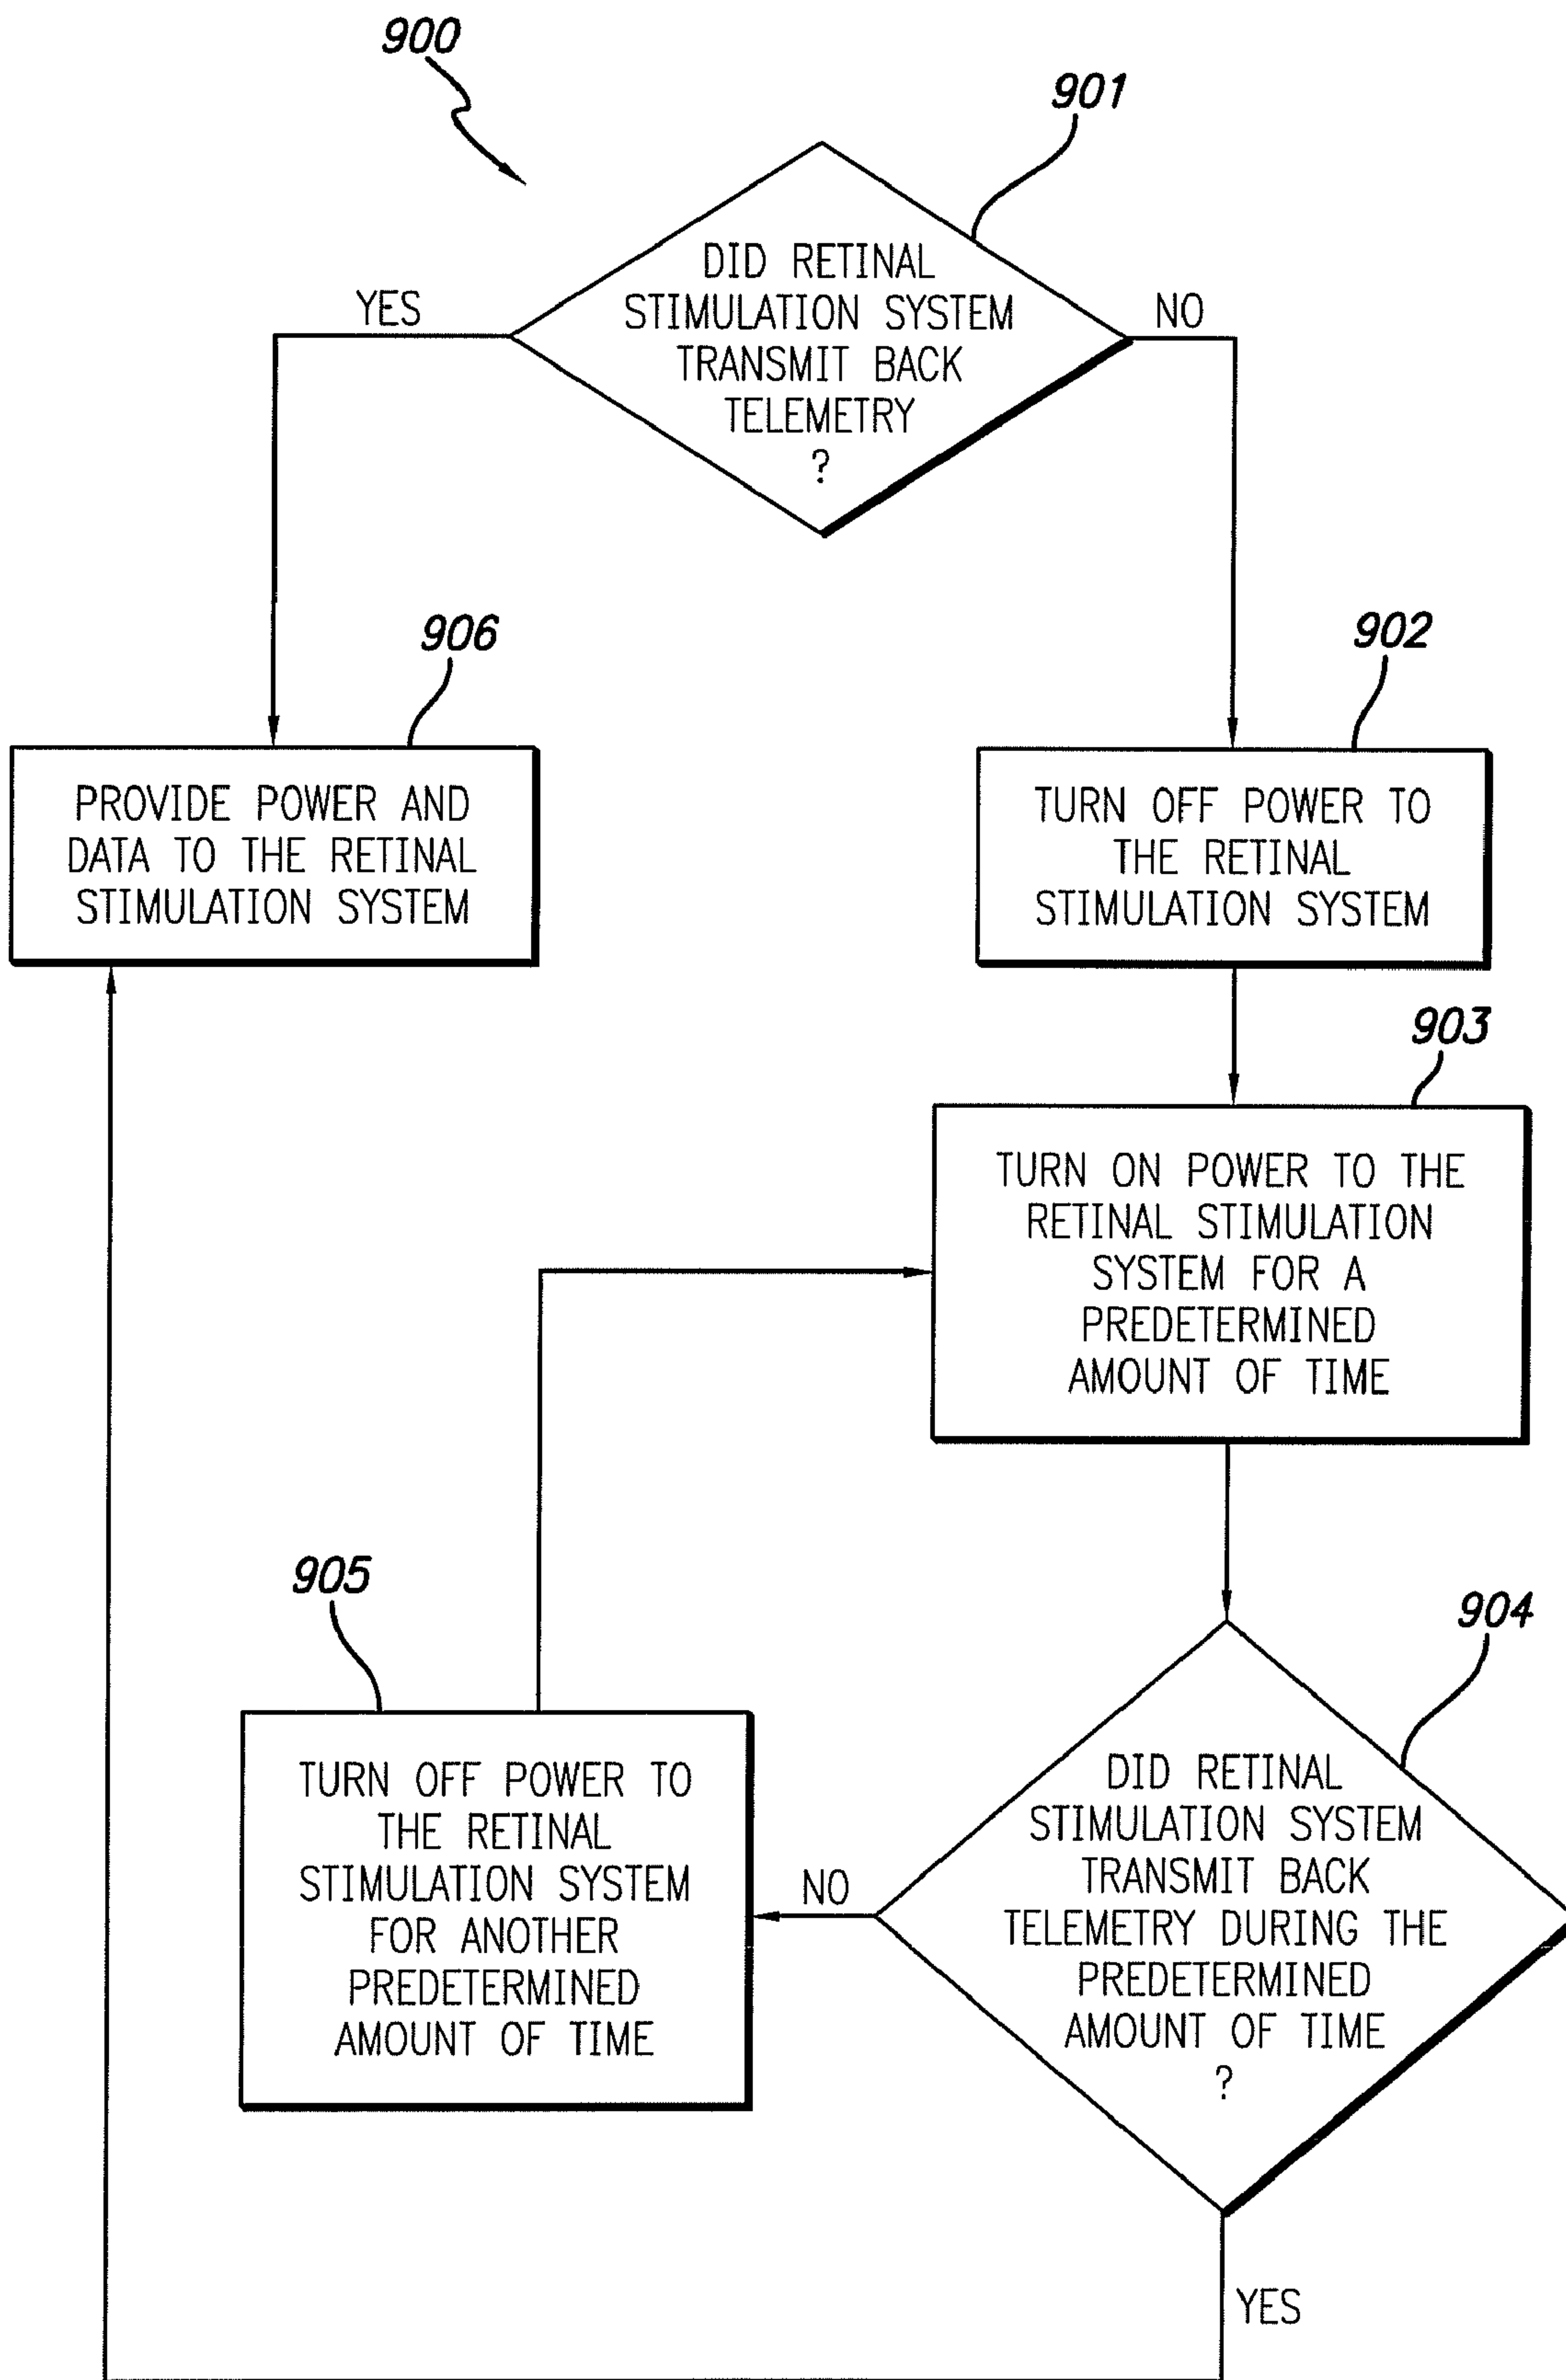 900
901
DID RETINAL
STIMULATION SYSTEM
TRANSMIT BACK
TELEMETRY
?
YES
NO
906
902
PROVIDE POWER AND
DATA TO THE RETINAL
STIMULATION SYSTEM
TURN OFF POWER TO
THE RETINAL
STIMULATION SYSTEM
903
TURN ON POWER TO THE
RETINAL STIMULATION
SYSTEM FOR A
PREDETERMINED
AMOUNT OF TIME
905
904
TURN OFF POWER TO
THE RETINAL
STIMULATION SYSTEM
FOR ANOTHER
PREDETERMINED
AMOUNT OF TIME
NO
DID RETINAL
STIMULATION SYSTEM
TRANSMIT BACK
TELEMETRY DURING THE
PREDETERMINED
AMOUNT OF TIME
?
YES